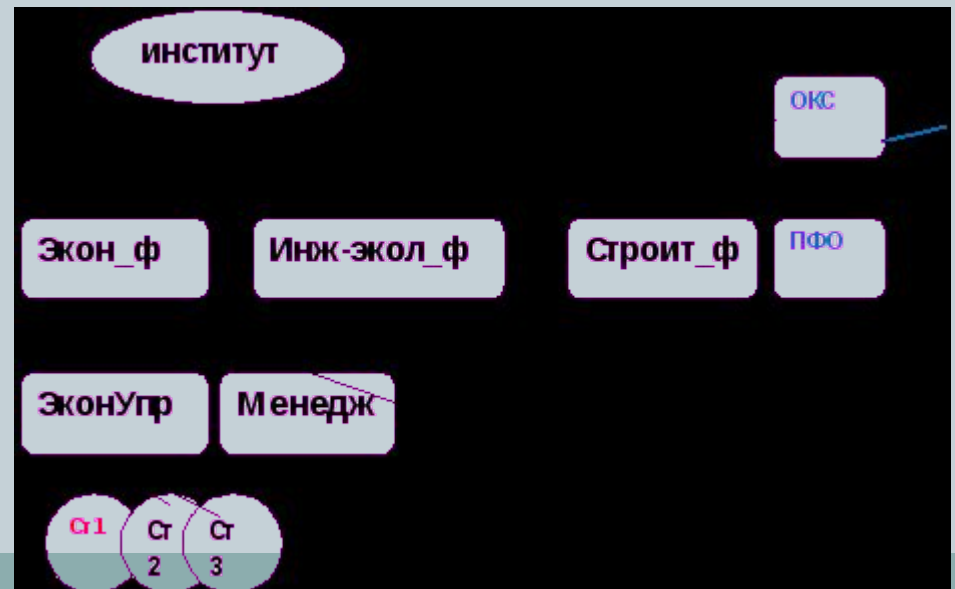 институт
ОКС
Экон_ф
Инж-экол_ф
Строит_ф
ПФО
ЭконУпр
Менедж
Ст1
Ст
2
Ст
3